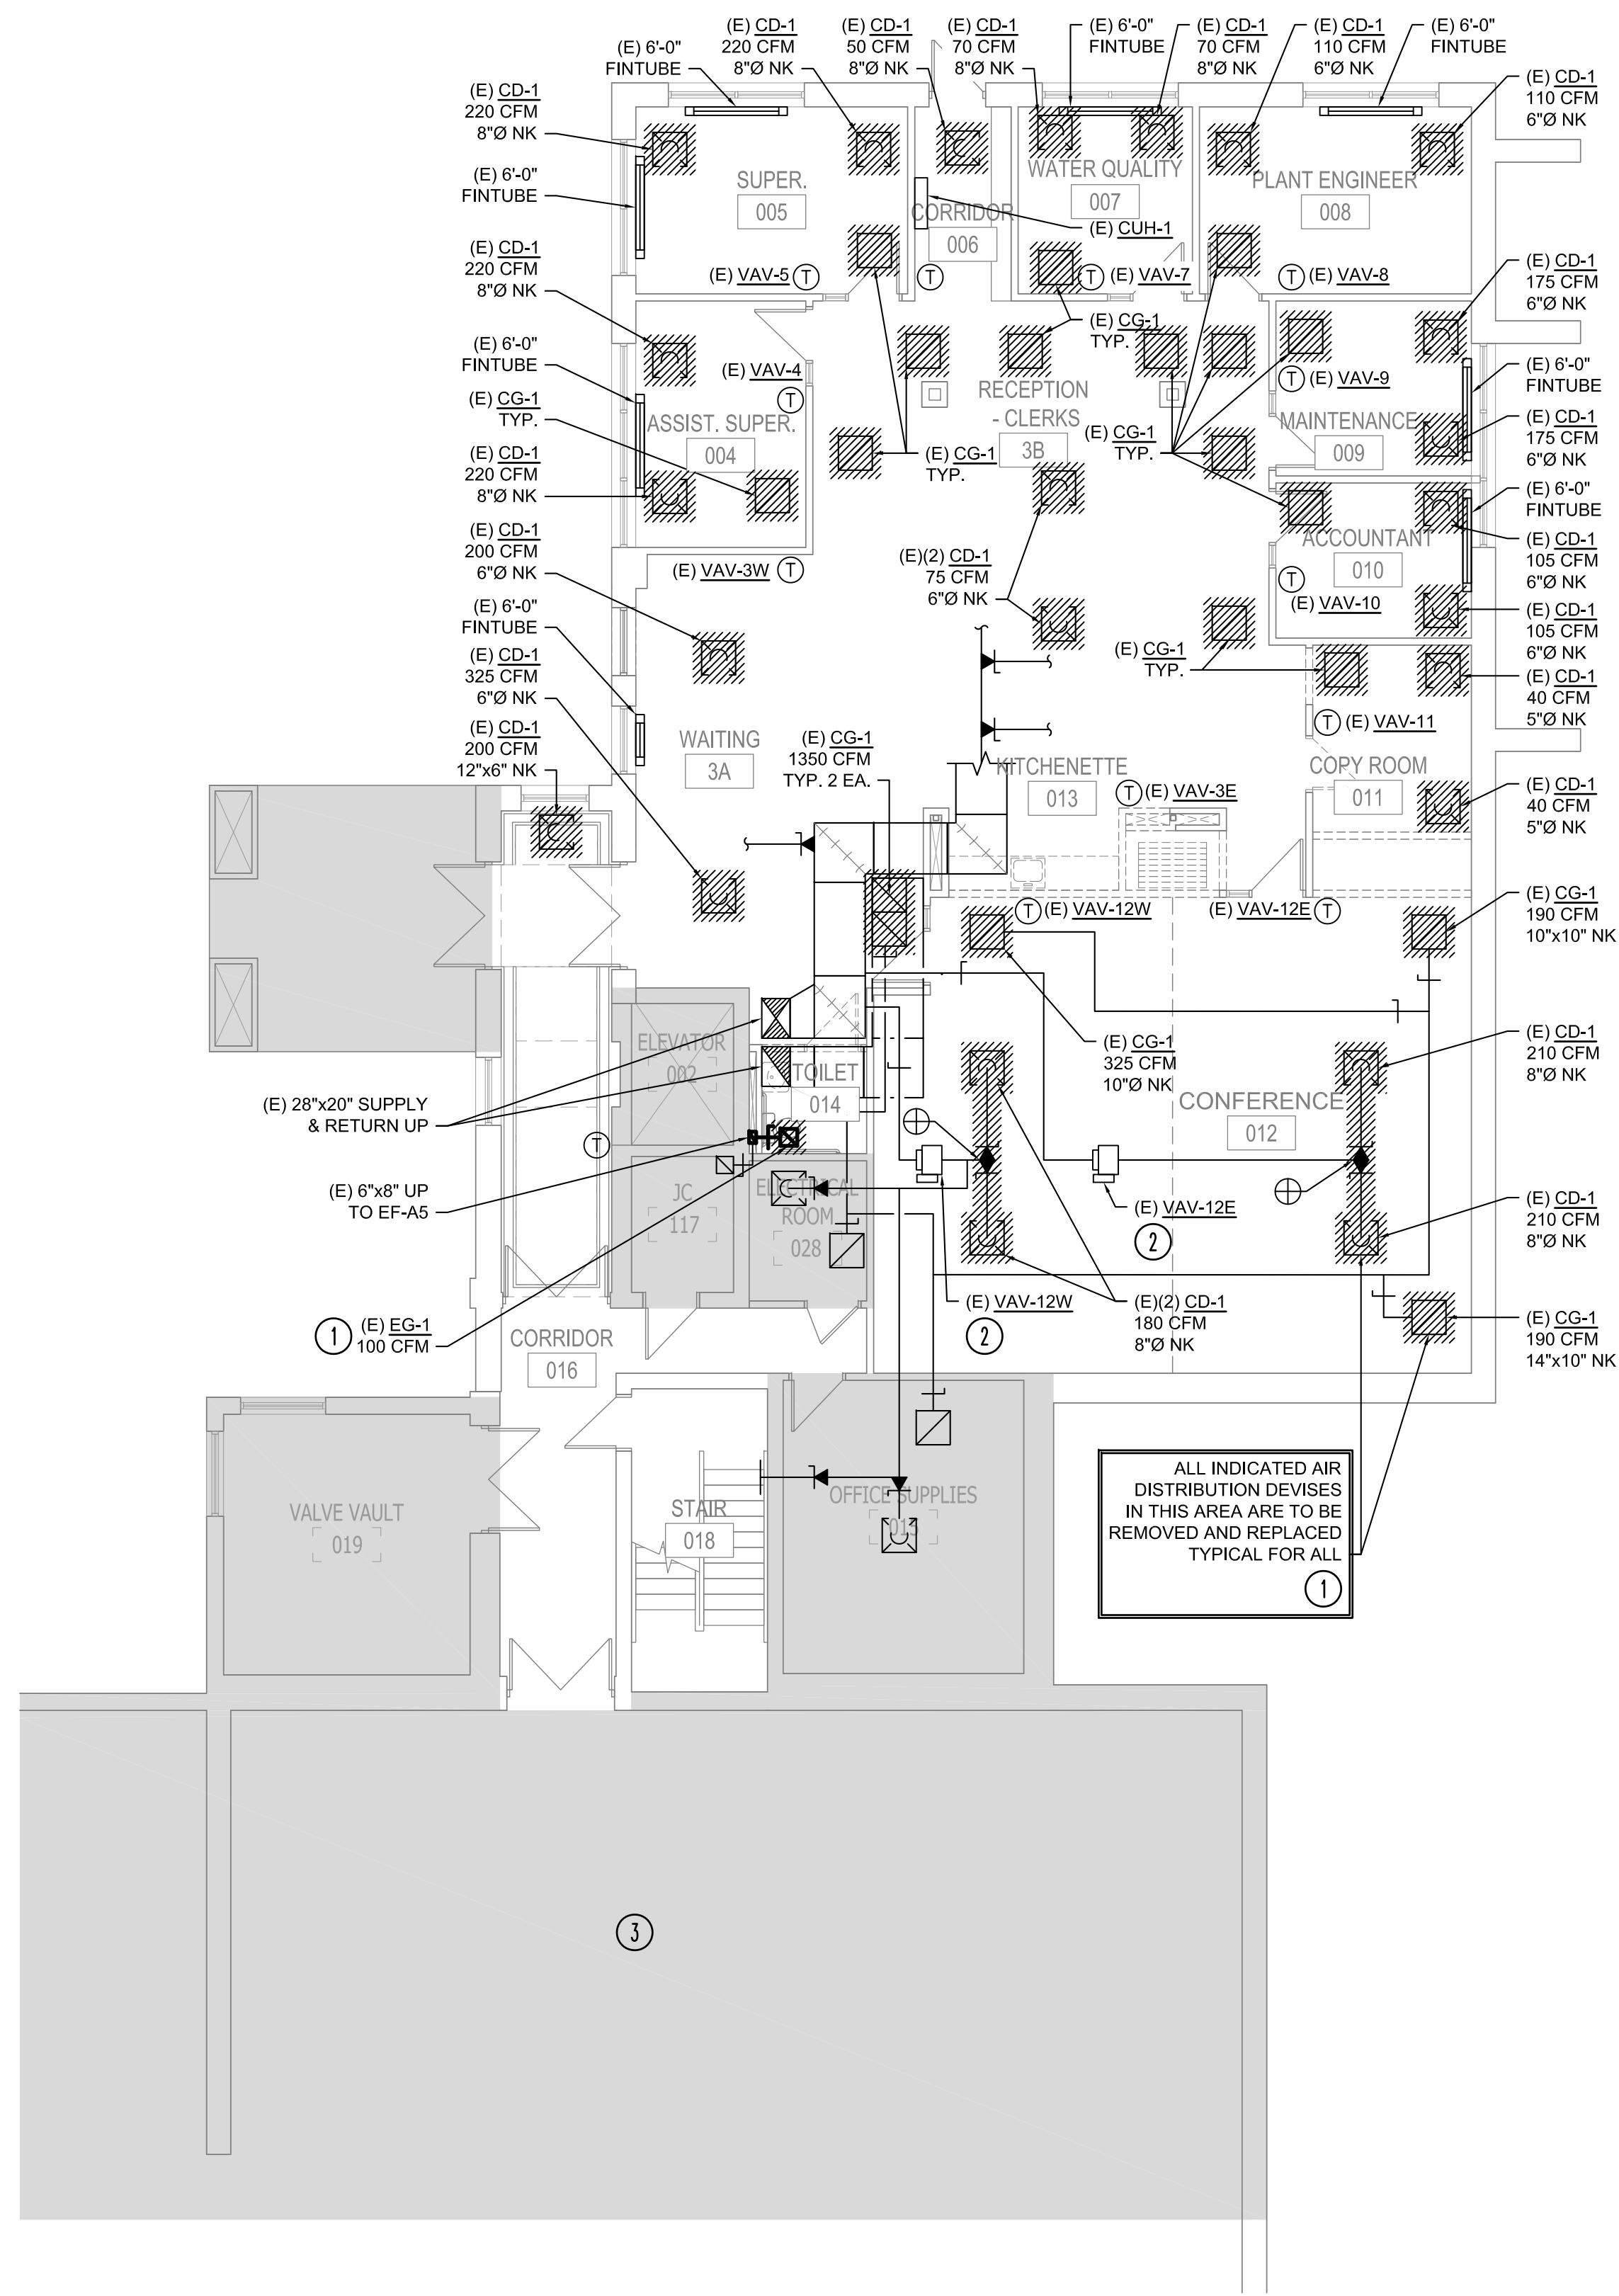 (E) CD-1
220 CFM
8"Ø NK
(E) CD-1
50 CFM
8"Ø NK
(E) CD-1
70 CFM
8"Ø NK
(E) 6'-0"
FINTUBE
(E) CD-1
70 CFM
8"Ø NK
(E) CD-1
110 CFM
6"Ø NK
(E) 6'-0"
FINTUBE
(E) 6'-0"
FINTUBE
(E) CD-1
220 CFM
8"Ø NK
(E) CD-1
110 CFM
6"Ø NK
(E) 6'-0"
FINTUBE
SUPER.
005
CORRIDOR
006
WATER QUALITY
007
PLANT ENGINEER
008
(E) CUH-1
(E) CD-1
220 CFM
8"Ø NK
(E) VAV-5 T
T
T (E) VAV-7
T (E) VAV-8
(E) CD-1
175 CFM
6"Ø NK
(E) CG-1
TYP.
(E) 6'-0"
FINTUBE
(E) VAV-4
T
T (E) VAV-9
(E) 6'-0"
FINTUBE
(E) CG-1
TYP.
ASSIST. SUPER.
004
RECEPTION
- CLERKS
3B
MAINTENANCE
009
(E) CD-1
175 CFM
6"Ø NK
(E) CG-1
TYP.
(E) CG-1
TYP.
(E) CD-1
220 CFM
8"Ø NK
(E) 6'-0"
FINTUBE
ACCOUNTANT
010
(E) CD-1
200 CFM
6"Ø NK
(E) VAV-3W T
(E)(2) CD-1
75 CFM
6"Ø NK
T
(E) VAV-10
(E) CD-1
105 CFM
6"Ø NK
(E) 6'-0"
FINTUBE
(E) CD-1
105 CFM
6"Ø NK
(E) CD-1
325 CFM
6"Ø NK
(E) CG-1
TYP.
(E) CD-1
40 CFM
5"Ø NK
T (E) VAV-11
(E) CD-1
200 CFM
12"x6" NK
WAITING
3A
(E) CG-1
1350 CFM
TYP. 2 EA.
KITCHENETTE
013
T (E) VAV-3E
COPY ROOM
011
(E) CD-1
40 CFM
5"Ø NK
T (E) VAV-12W
(E) VAV-12E T
(E) CG-1
190 CFM
10"x10" NK
(E) CG-1
325 CFM
10"Ø NK
(E) CD-1
210 CFM
8"Ø NK
ELEVATOR
002
TOILET
014
CONFERENCE
012
(E) 28"x20" SUPPLY
& RETURN UP
T
(E) 6"x8" UP
TO EF-A5
JC
117
ELECTRICAL
ROOM
028
(E) VAV-12E
2
(E) CD-1
210 CFM
8"Ø NK
(E) VAV-12W
2
(E)(2) CD-1
180 CFM
8"Ø NK
1 (E) EG-1
100 CFM
(E) CG-1
190 CFM
14"x10" NK
CORRIDOR
016
ALL INDICATED AIR
DISTRIBUTION DEVISES
IN THIS AREA ARE TO BE
REMOVED AND REPLACED
TYPICAL FOR ALL
1
VALVE VAULT
019
STAIR
018
OFFICE SUPPLIES
015
3